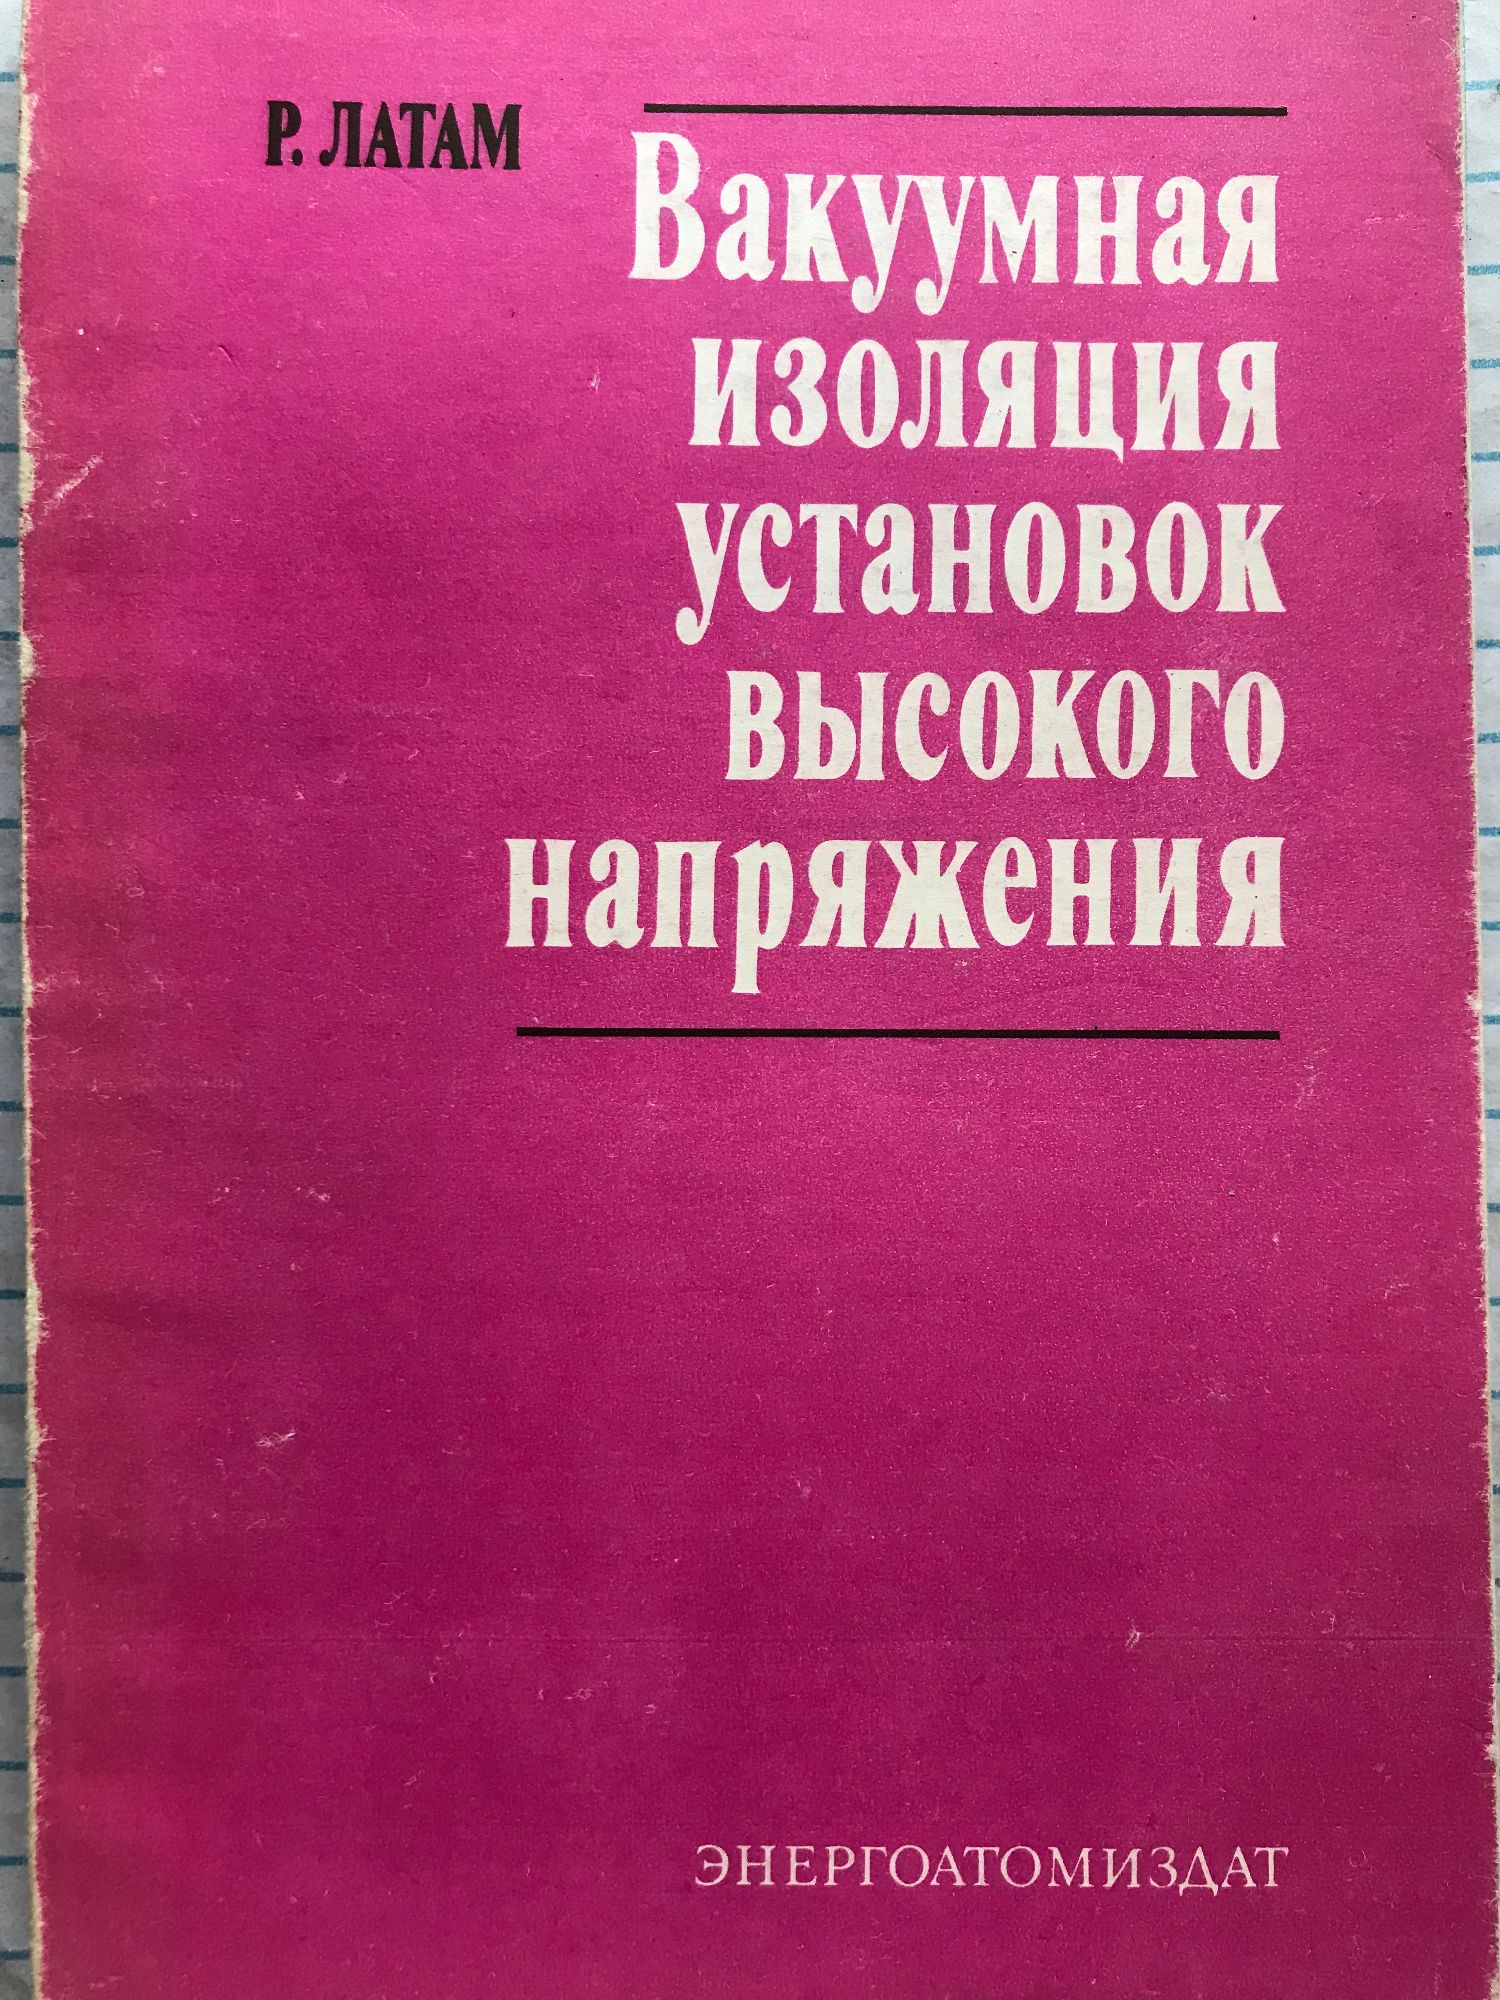 Р. ЛАТАМ
Вакуумная
изоляция
установок
высокого
напряжения
ЭНЕРГОАТОМИЗДАТ